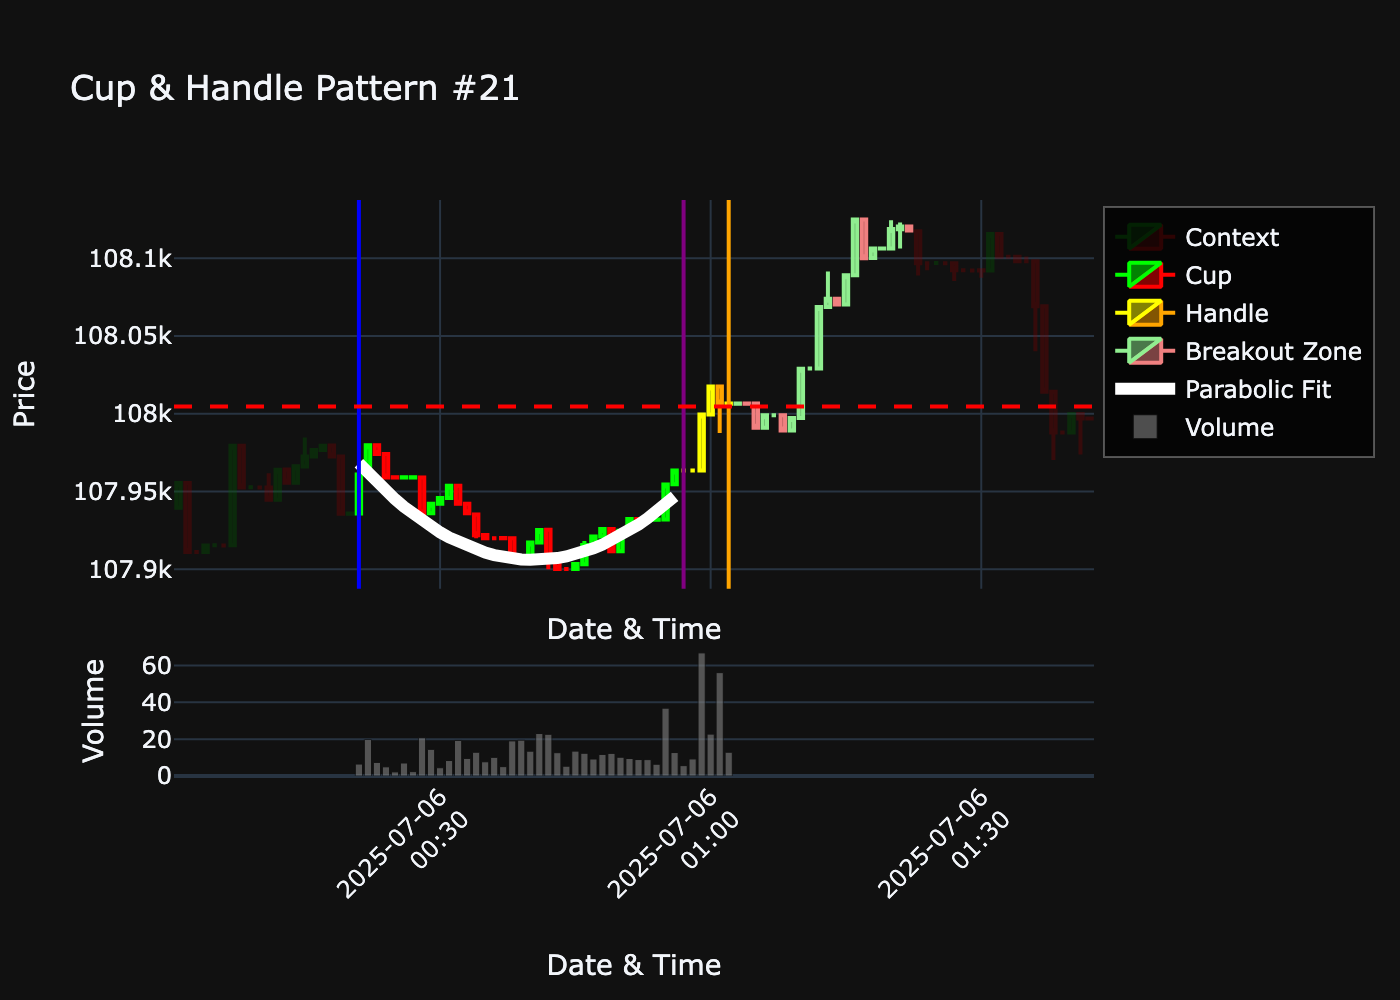 Cup & Handle Pattern #21
Price
108.1k
108.05k
108k
107.95k
107.9k
Context
Cup
Handle
Breakout Zone
Parabolic Fit
Volume
Date & Time
Volume
60
40
20
0
2025-07-06
00:30
2025-07-06
01:00
2025-07-06
01:30
Date & Time